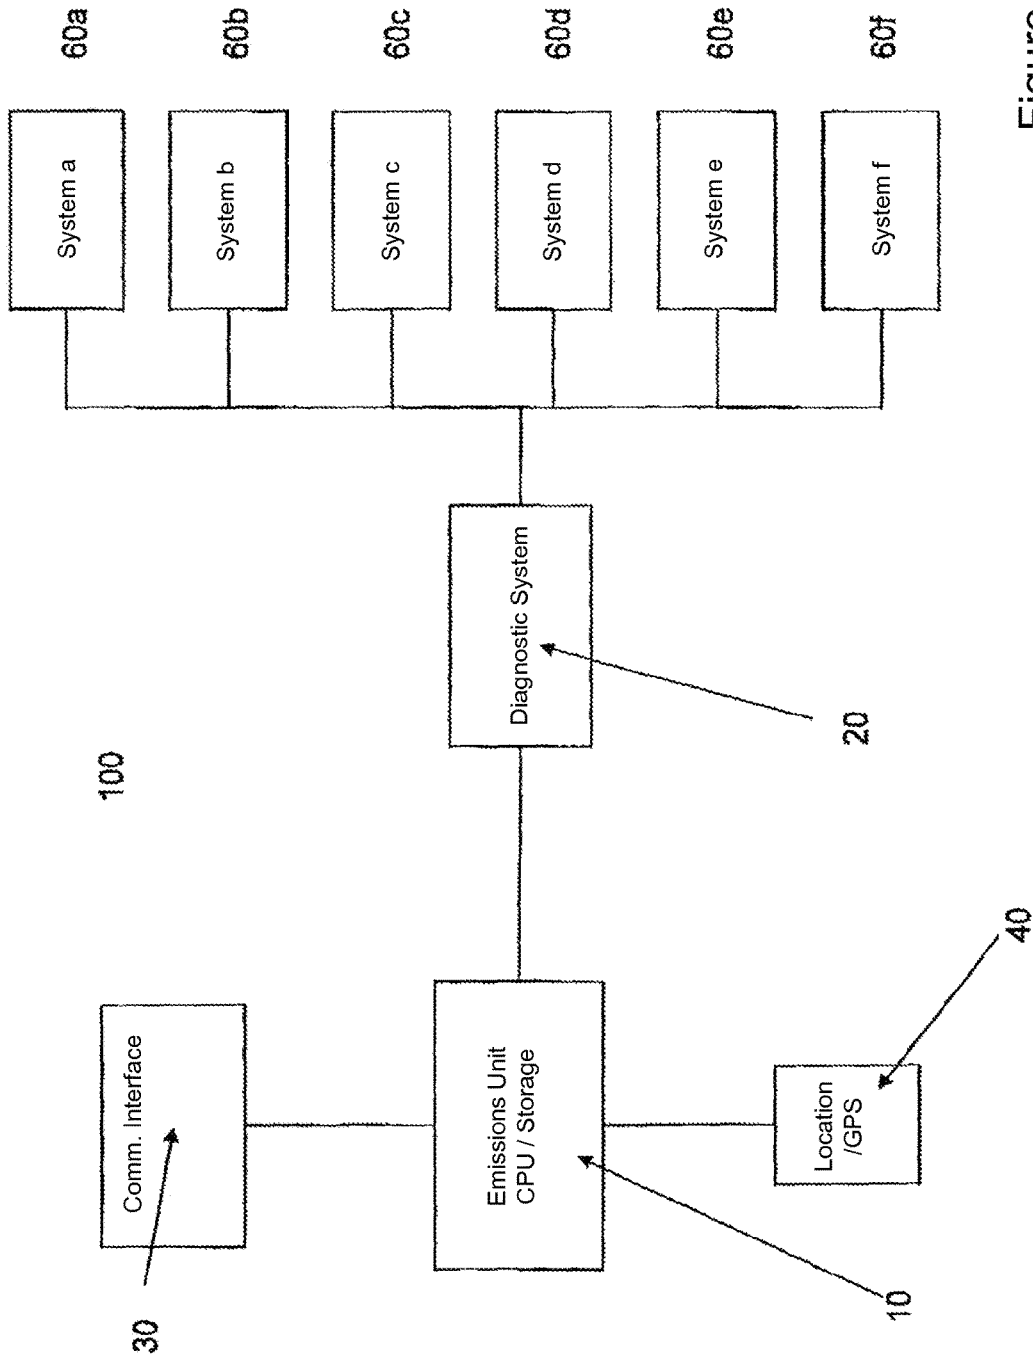 100
30
Comm. Interface
Emissions Unit
CPU / Storage
10
Location
/GPS
40
Diagnostic System
20
System a
60a
System b
60b
System c
60c
System d
60d
System e
60e
System f
60f
Figure